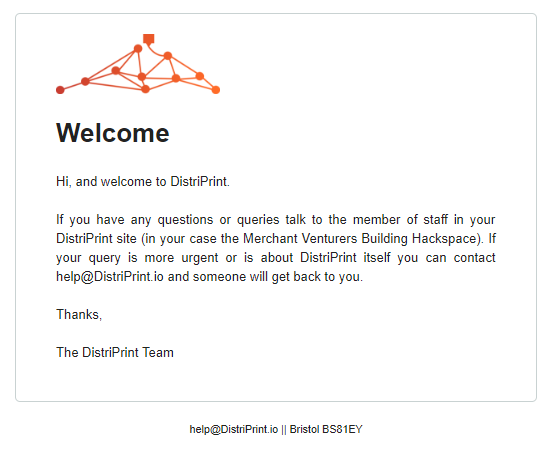 Welcome
Hi, and welcome to DistriPrint.
If you have any questions or queries talk to the member of staff in your
DistriPrint site (in your case the Merchant Venturers Building Hackspace). If
your query is more urgent or is about DistriPrint itself you can contact
help@DistriPrint.io and someone will get back to you.
Thanks,
The DistriPrint Team
help@DistriPrint.io || Bristol BS81EY